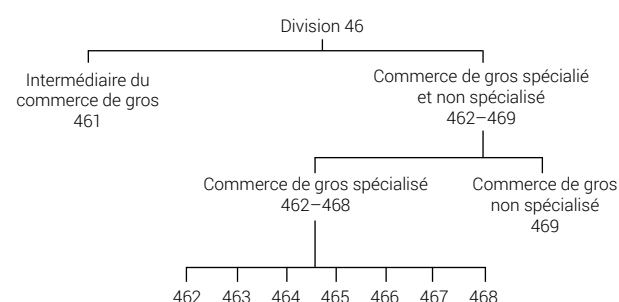 Division 46
Intermédiaire du
commerce de gros
461
Commerce de gros spécialié
et non spécialisé
462–469
Commerce de gros spécialisé
462–468
Commerce de gros
non spécialisé
469
462 463 464 465 466 467 468